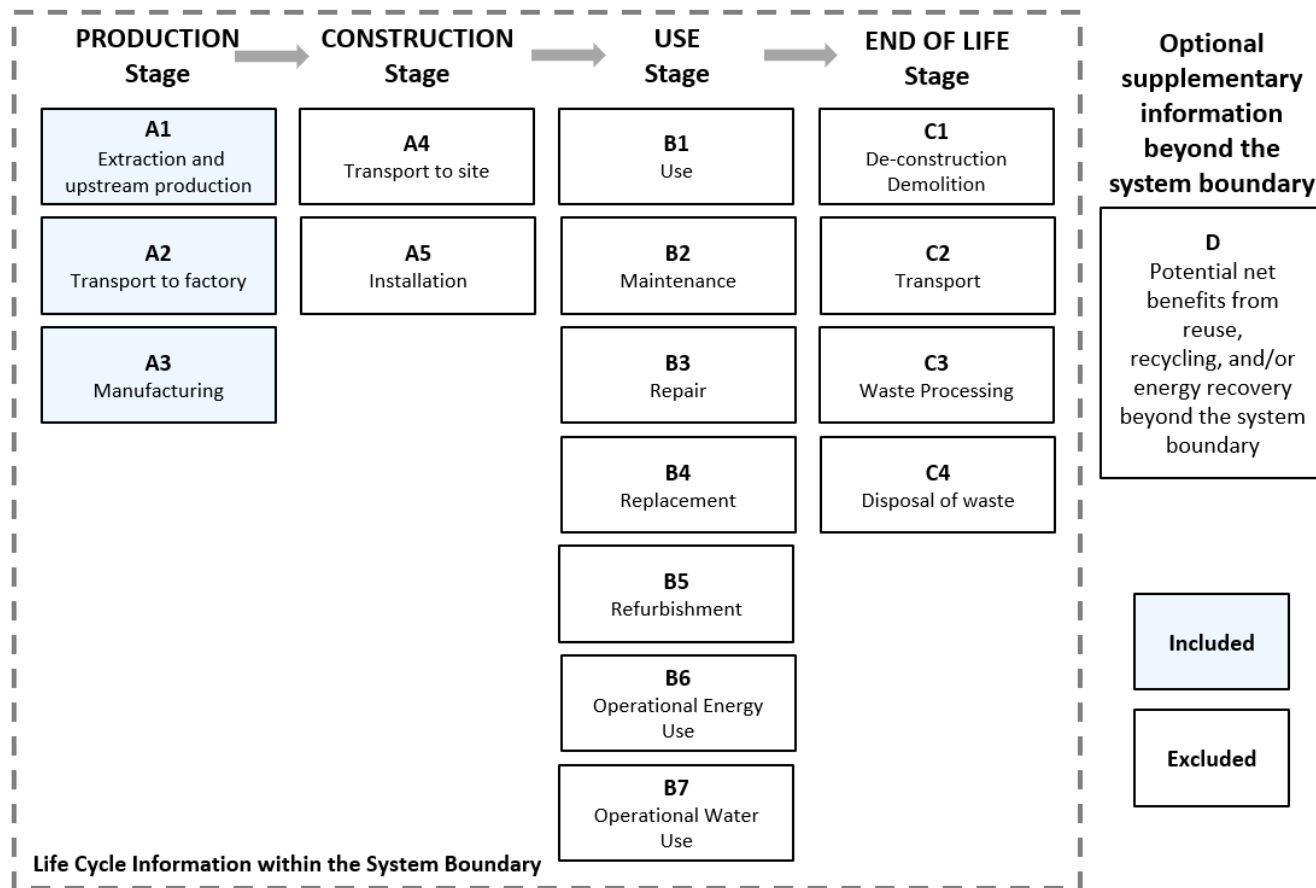 PRODUCTION
Stage
CONSTRUCTION
Stage
USE
Stage
END OF LIFE
Stage
A1
Extraction and
upstream production
A2
Transport to factory
A3
Manufacturing
A4
Transport to site
A5
Installation
B1
Use
B2
Maintenance
B3
Repair
B4
Replacement
B5
Refurbishment
B6
Operational Energy
Use
B7
Operational Water
Use
C1
De-construction
Demolition
C2
Transport
C3
Waste Processing
C4
Disposal of waste
Life Cycle Information within the System Boundary
Optional
supplementary
information
beyond the
system boundary
D
Potential net
benefits from
reuse,
recycling, and/or
energy recovery
beyond the system
boundary
Included
Excluded